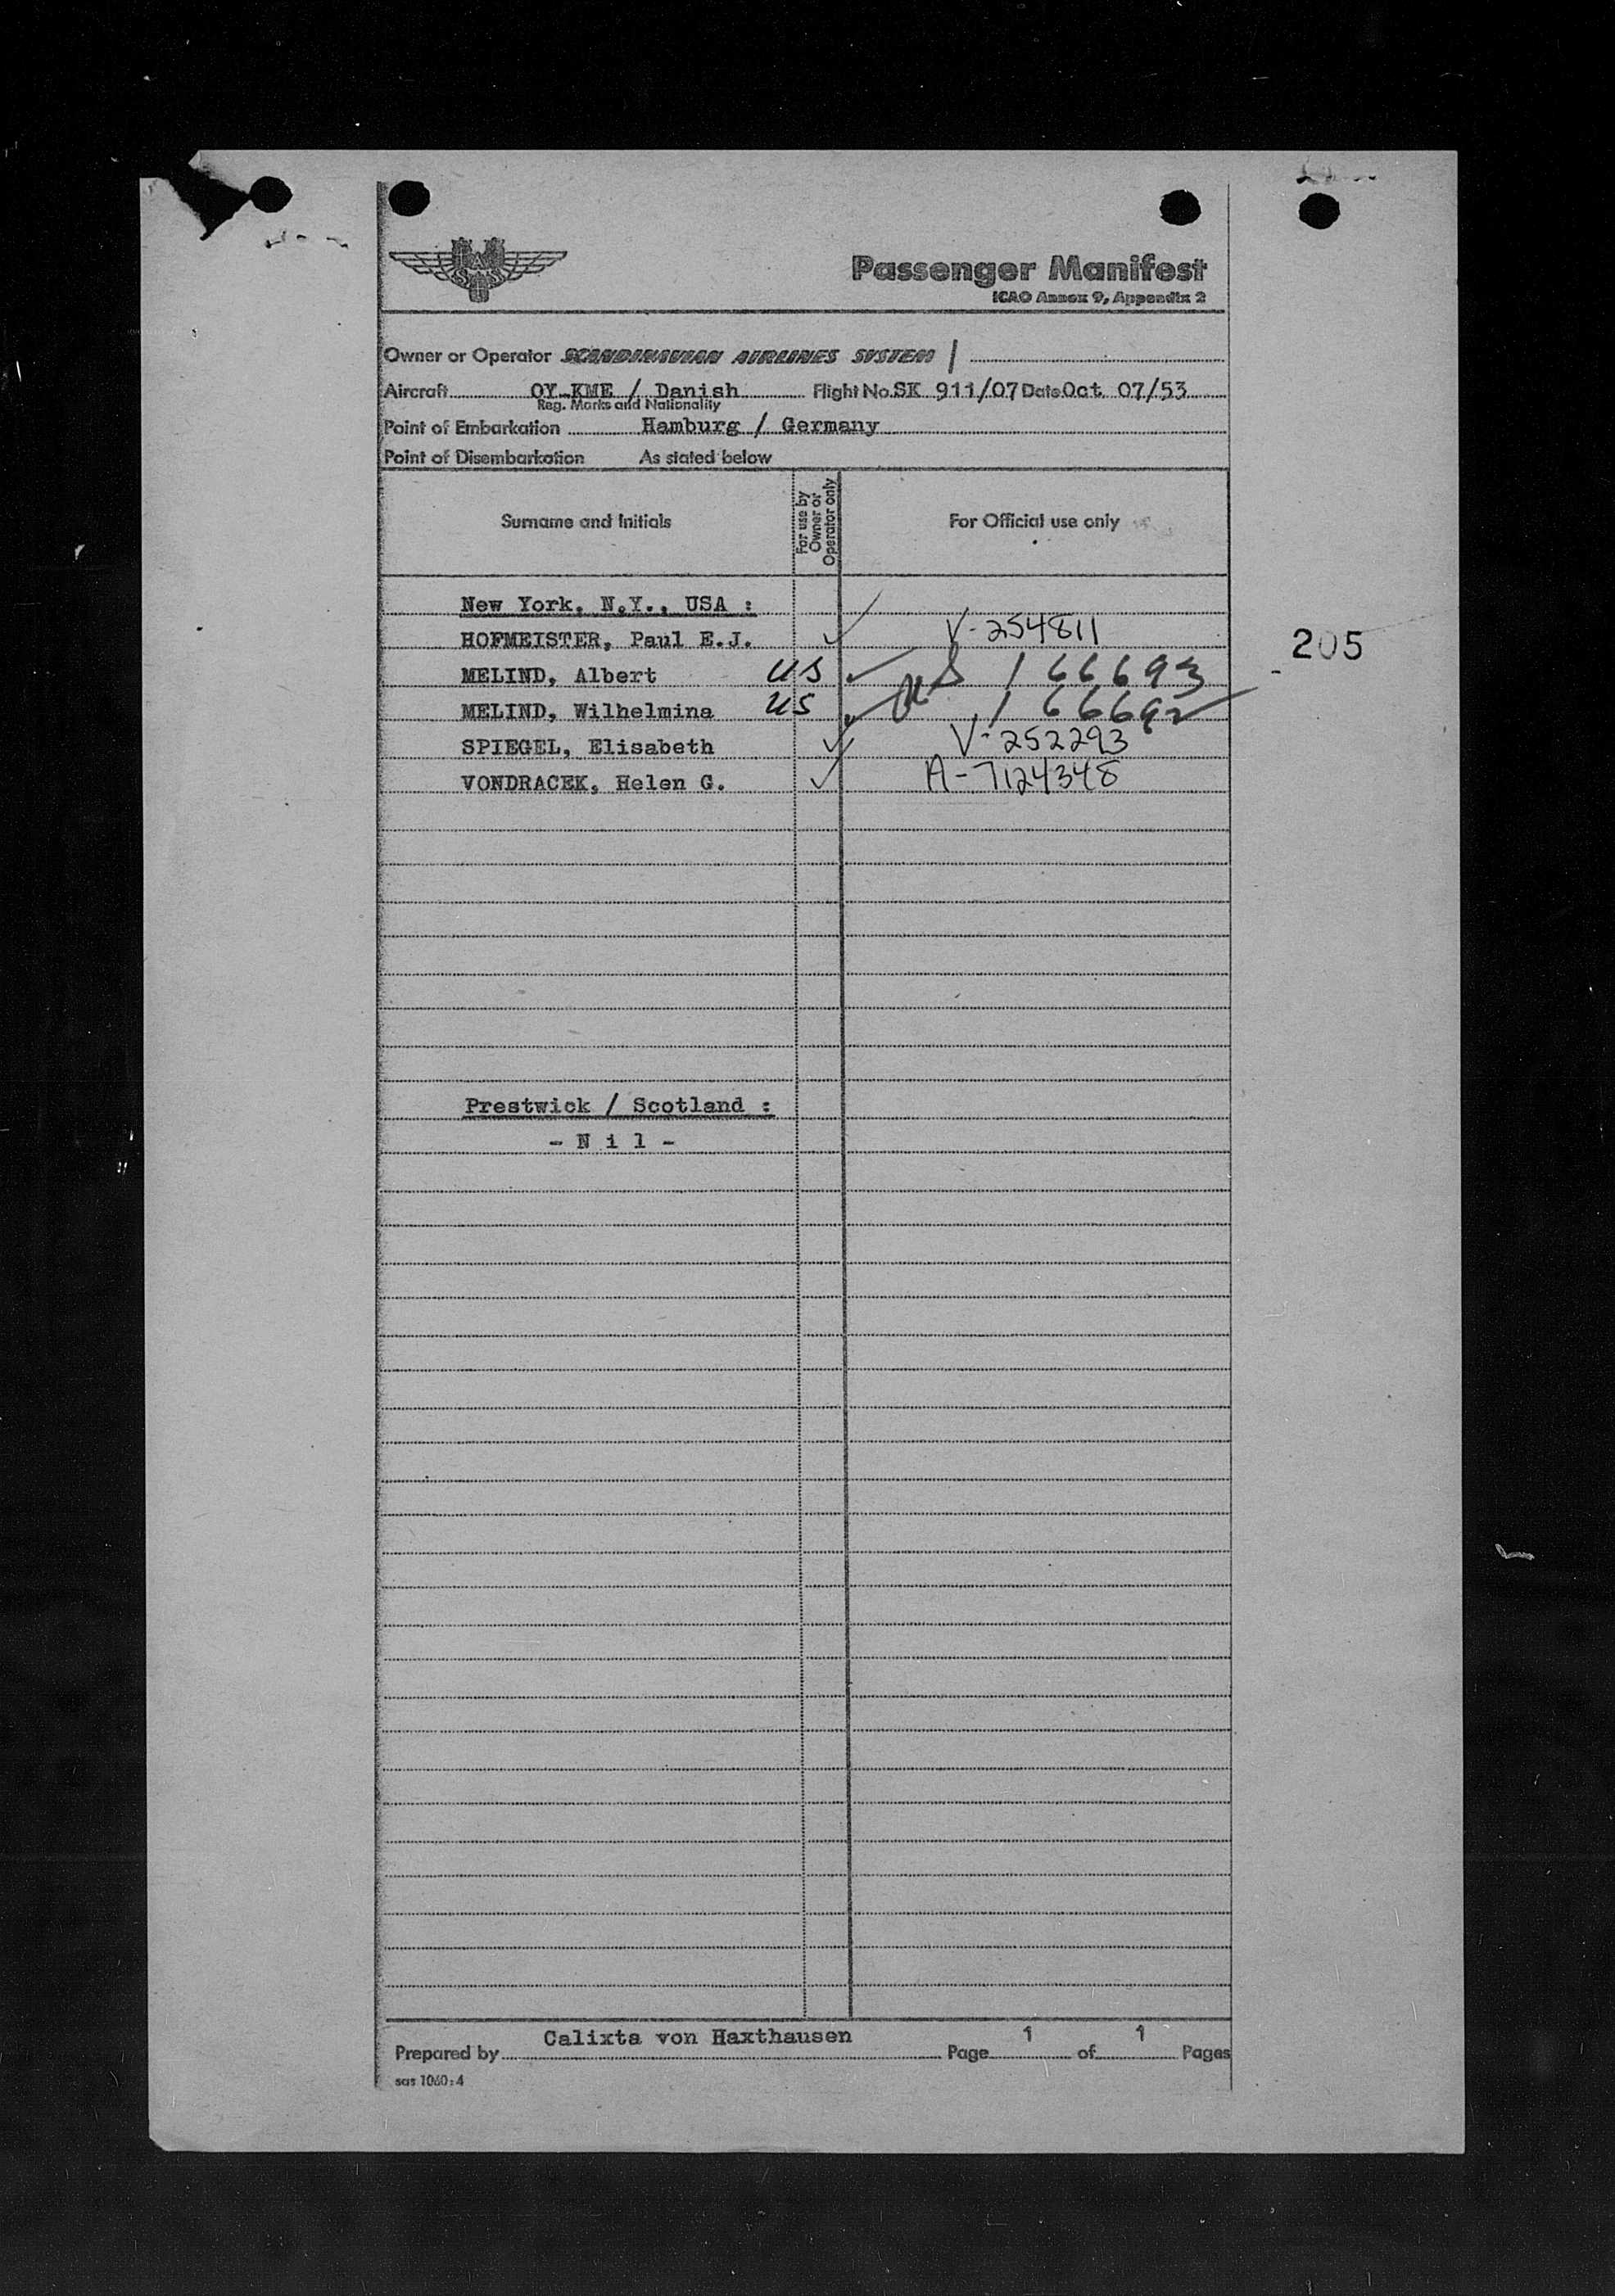 SAS
Passenger Manifest
ICAO Annex 9, Appendix 2
Owner or Operator SCANDINAVIAN AIRLINES SYSTEM /
Aircraft OY-KME / Danish Flight No. SK 911/07 Date Oct. 07/53
Reg. Marks and Nationality
Point of Embarkation Hamburg / Germany
Point of Disembarkation As stated below
Surname and Initials
For use by
Owner or
Operator only
For Official use only
New York, N.Y., USA :
HOFMEISTER, Paul E.J. ✓ V-254811
205
MELIND, Albert US ✓ 166693
MELIND, Wilhelmina US ✓ 166692
SPIEGEL, Elisabeth ✓ V-252293
VONDRACEK, Helen G. ✓ A-7124348
Prestwick / Scotland :
- N i l -
Prepared by Calixta von Haxthausen Page 1 of 1 Pages
sas 1060:4